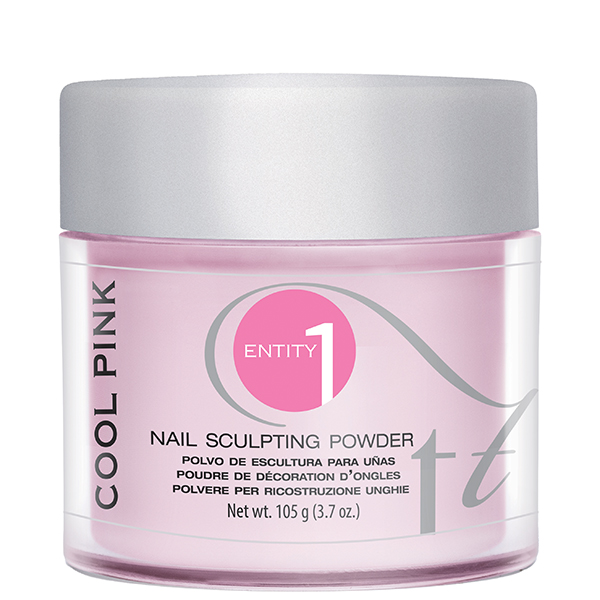 COOL PINK
ENTITY 1
NAIL SCULPTING POWDER
POLVO DE ESCULTURA PARA UÑAS
POUDRE DE DÉCORATION D'ONGLES
POLVERE PER RICOSTRUZIONE UNGHIE
Net wt. 105 g (3.7 oz.)